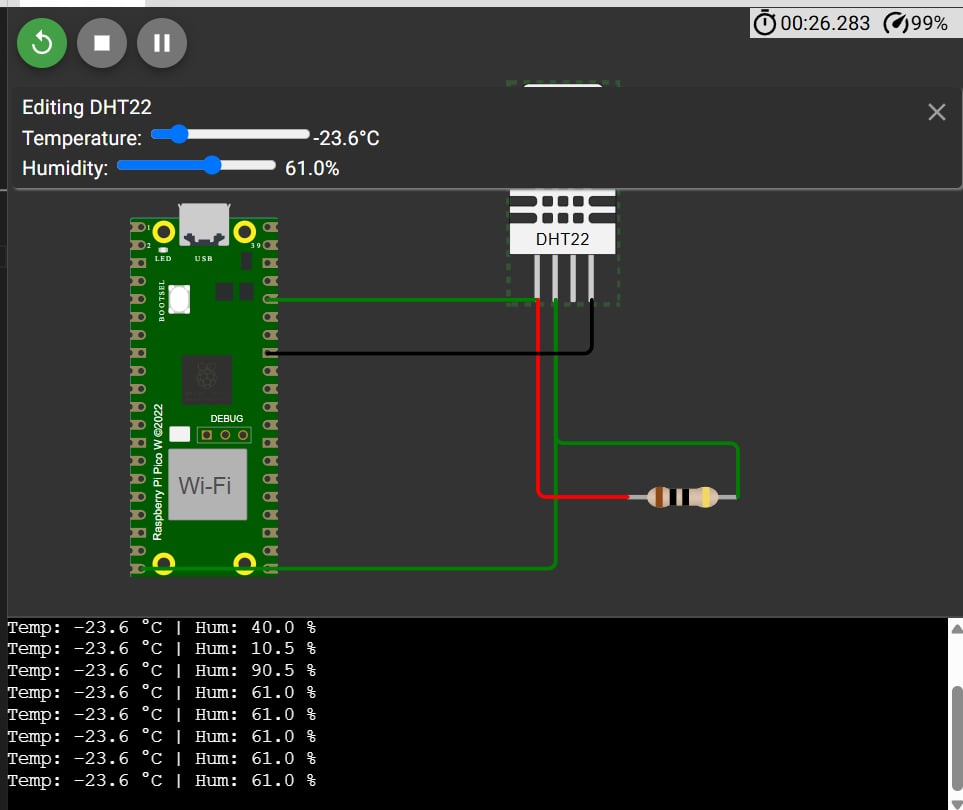 00:26.283 99%
Editing DHT22
Temperature: -23.6°C
Humidity: 61.0%
DHT22
1
2 39
LED USB
BOOTSEL
DEBUG
Raspberry Pi Pico W ©2022
Wi-Fi
Temp: -23.6 °C | Hum: 40.0 %
Temp: -23.6 °C | Hum: 10.5 %
Temp: -23.6 °C | Hum: 90.5 %
Temp: -23.6 °C | Hum: 61.0 %
Temp: -23.6 °C | Hum: 61.0 %
Temp: -23.6 °C | Hum: 61.0 %
Temp: -23.6 °C | Hum: 61.0 %
Temp: -23.6 °C | Hum: 61.0 %